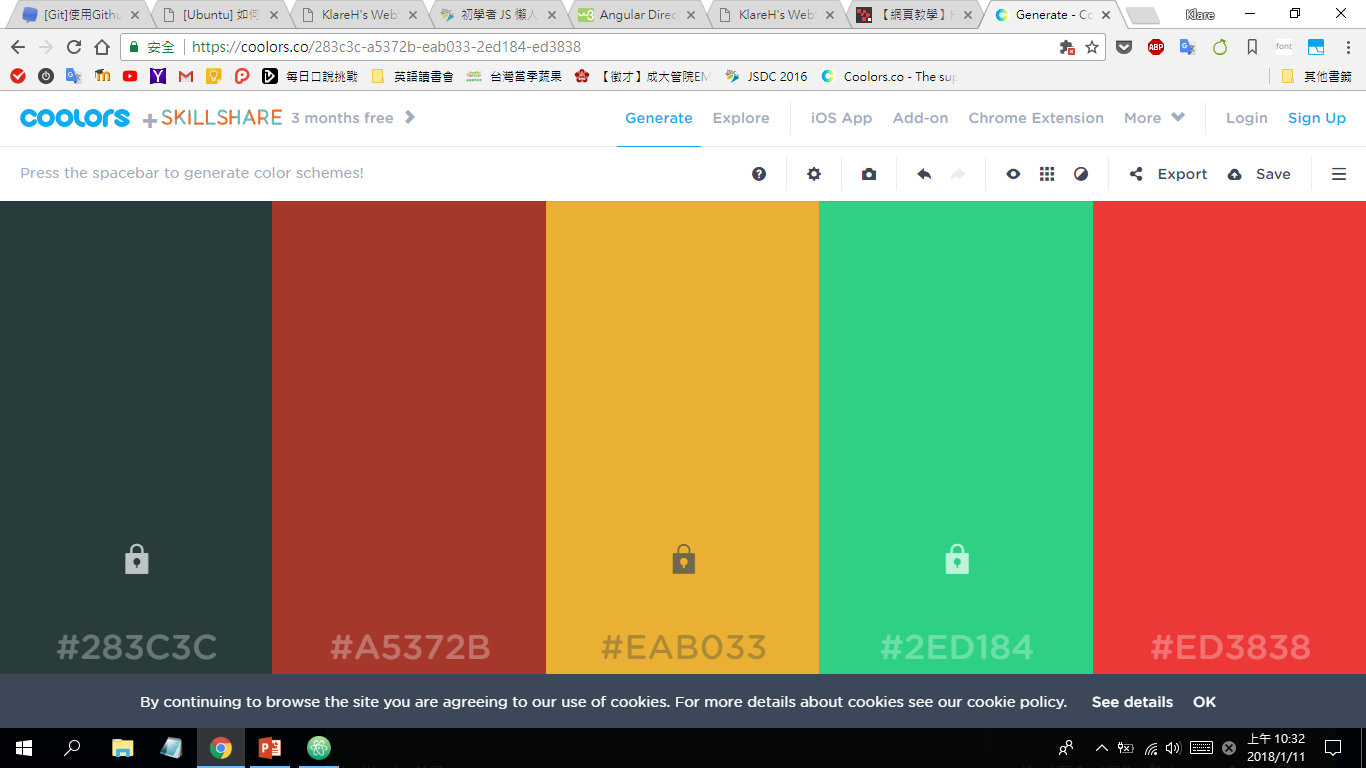 [Git]使用Githu
[Ubuntu] 如何
KlareH's Web
初學者 JS 懶人
Angular Direc
KlareH's Web
【網頁教學】H
Generate - Co
Klare
安全 https://coolors.co/283c3c-a5372b-eab033-2ed184-ed3838
ABP
font
每日口說挑戰
英語讀書會
台灣當季蔬果
【徵才】成大管院EM
JSDC 2016
Coolors.co - The sup
其他書籤
coolors + SKILLSHARE 3 months free
Generate Explore iOS App Add-on Chrome Extension More Login Sign Up
Press the spacebar to generate color schemes!
Export Save
#283C3C #A5372B #EAB033 #2ED184 #ED3838
By continuing to browse the site you are agreeing to our use of cookies. For more details about cookies see our cookie policy. See details OK
上午 10:32
2018/1/11